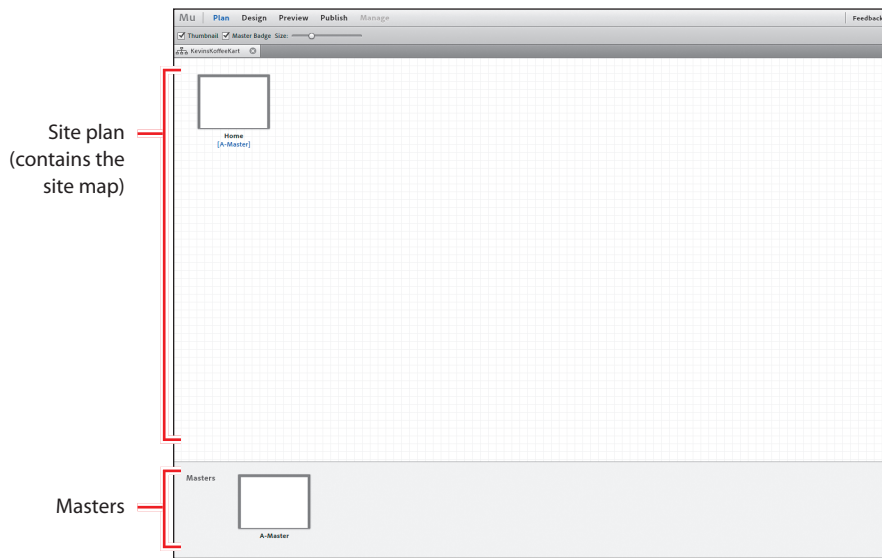 Mu Plan Design Preview Publish Manage Feedback
Thumbnail Master Badge Size:
KevinsKoffeeKart
Home
[A-Master]
Site plan
(contains the
site map)
Masters
Masters
A-Master